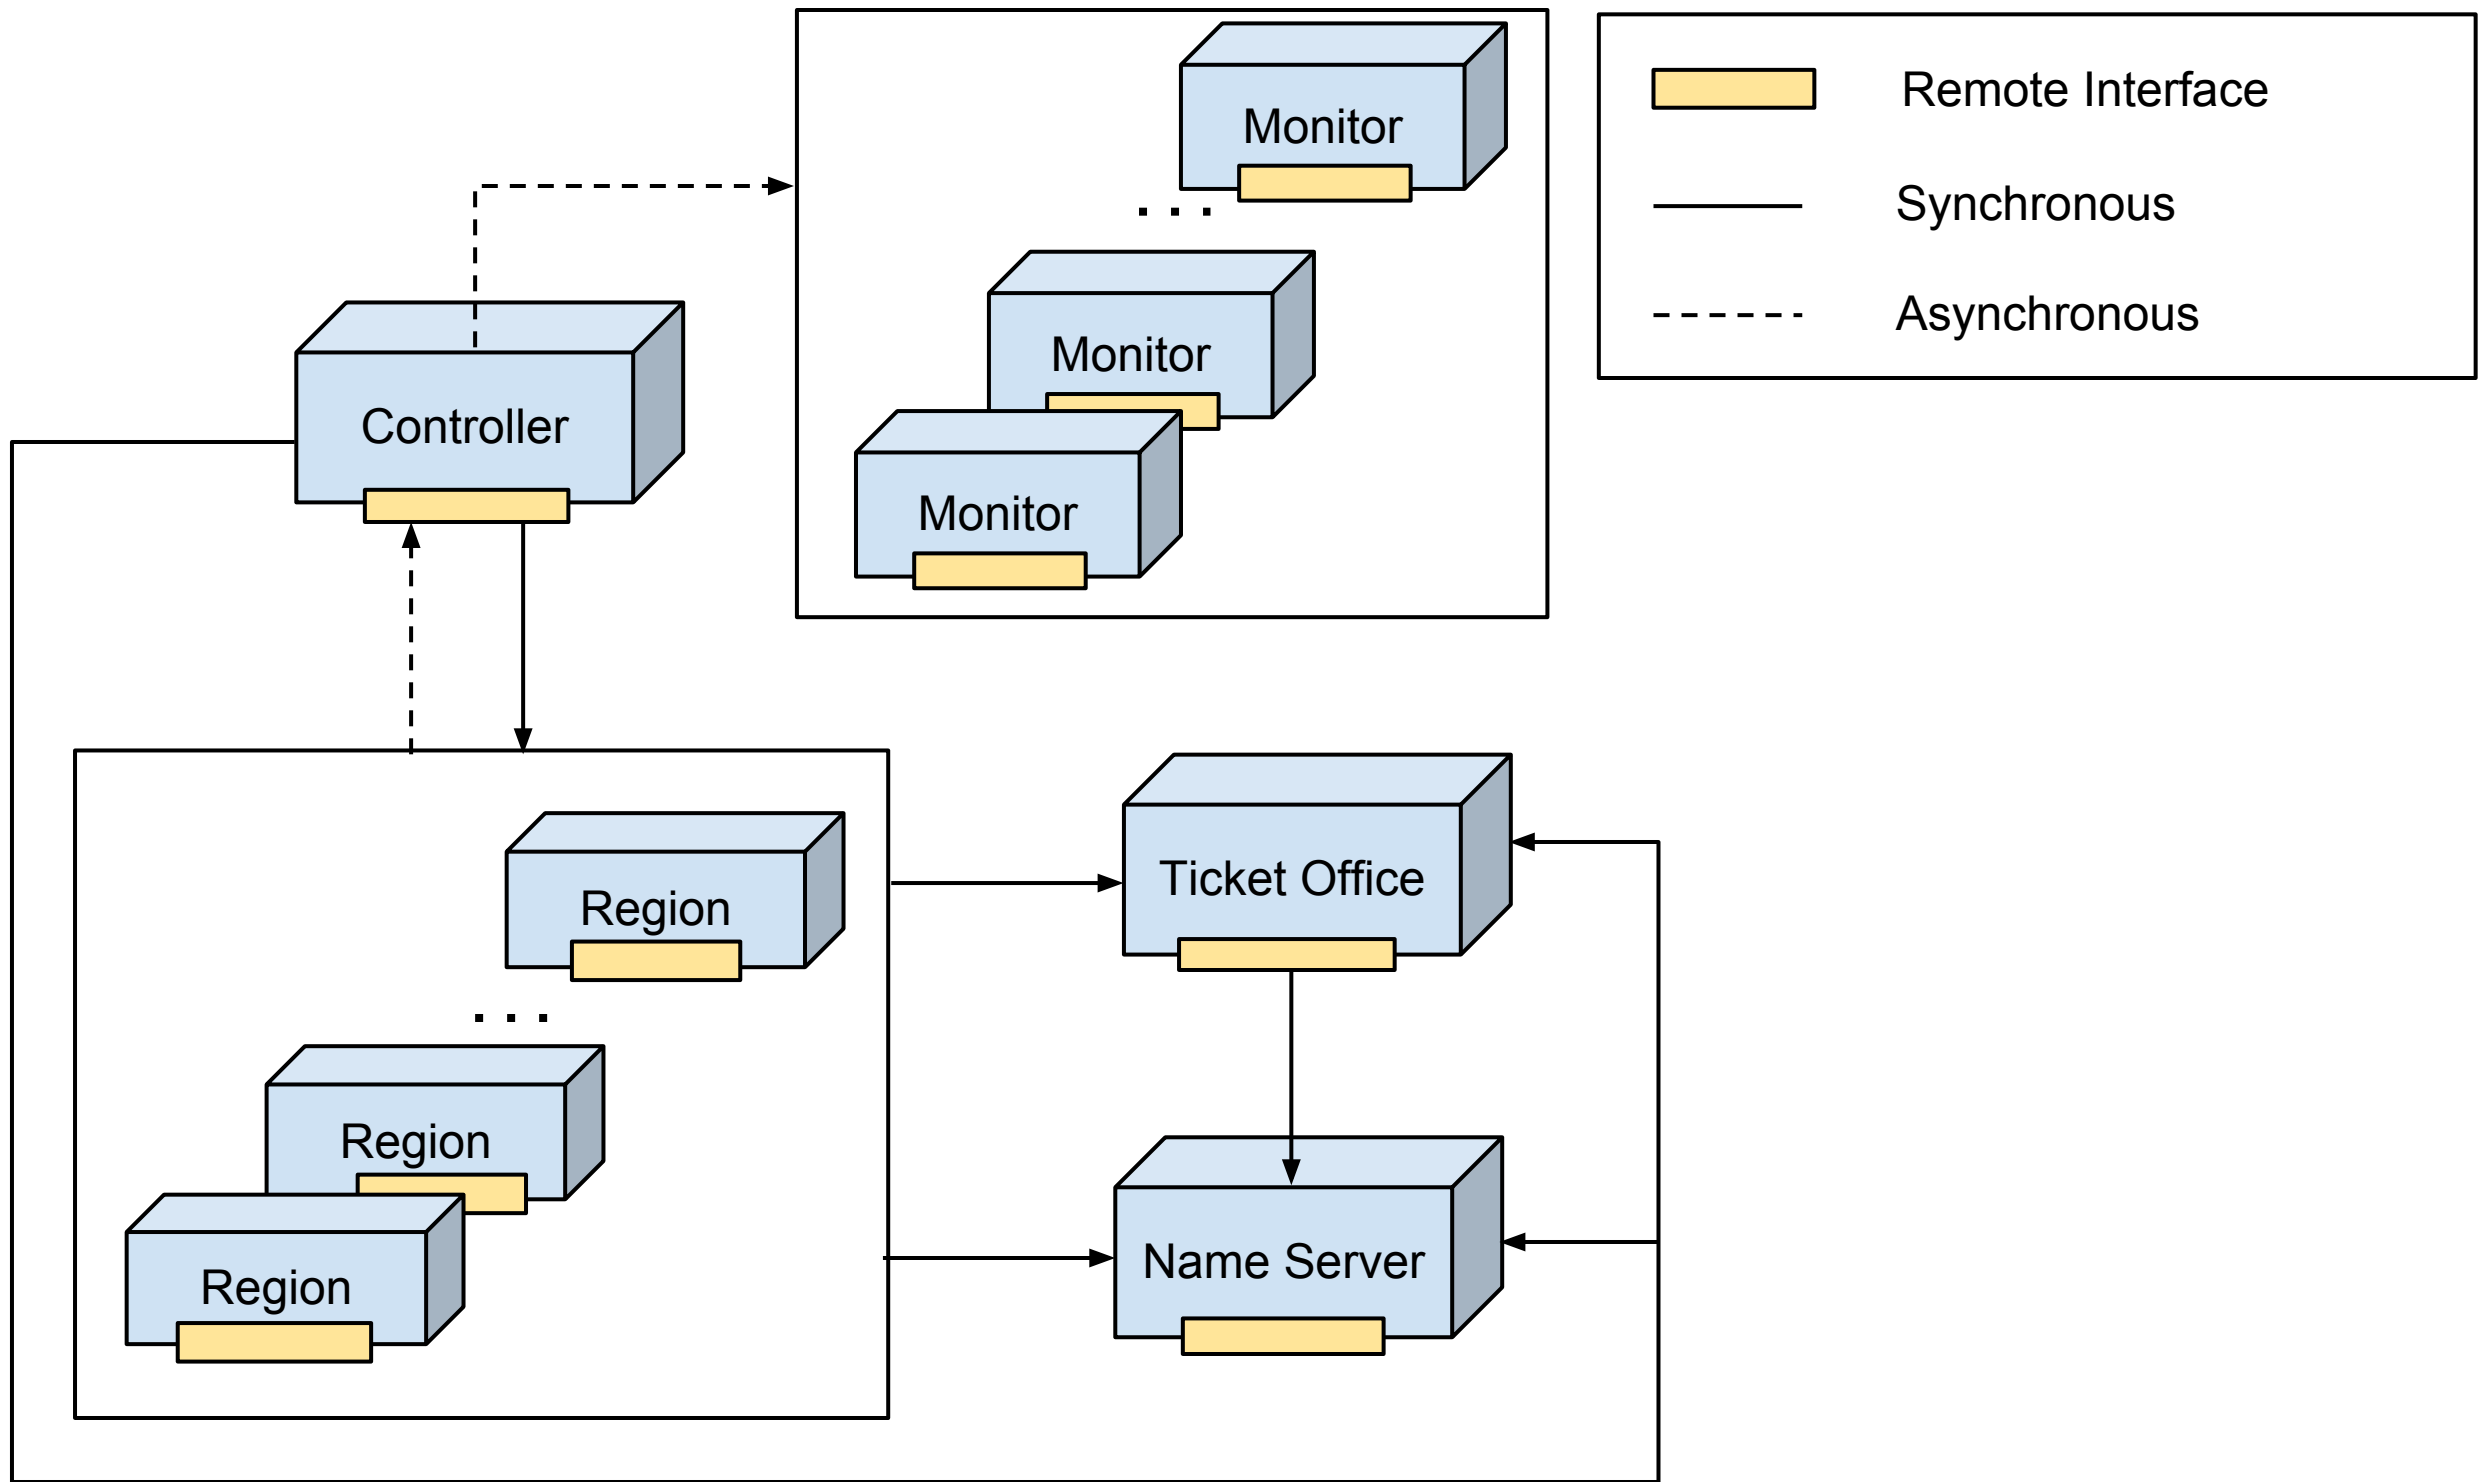 Monitor
Remote Interface
. . .
Synchronous
Asynchronous
Monitor
Controller
Monitor
Ticket Office
Region
. . .
Region
Name Server
Region